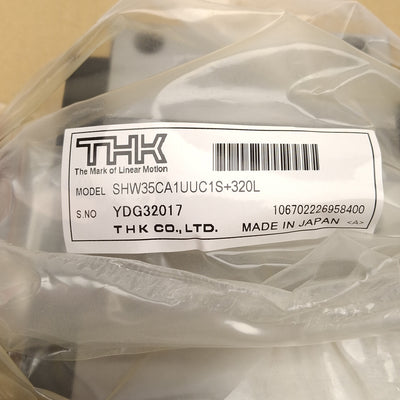 THK
The Mark of Linear Motion
MODEL SHW35CA1UUC1S+320L
S.NO YDG32017
106702226958400
THK CO.,LTD. MADE IN JAPAN <A>